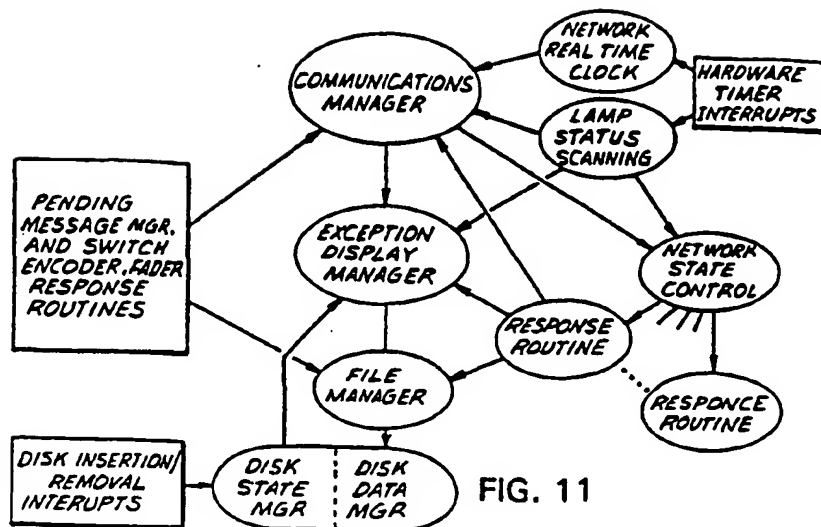 NETWORK
REAL TIME
CLOCK
COMMUNICATIONS
MANAGER
HARDWARE
TIMER
INTERRUPTS
LAMP
STATUS
SCANNING
PENDING
MESSAGE MGR.
AND SWITCH
ENCODER, FADER
RESPONSE
ROUTINES
EXCEPTION
DISPLAY
MANAGER
NETWORK
STATE
CONTROL
RESPONSE
ROUTINE
FILE
MANAGER
RESPONCE
ROUTINE
DISK INSERTION/
REMOVAL
INTERUPTS
DISK
STATE
MGR
DISK
DATA
MGR
FIG. 11